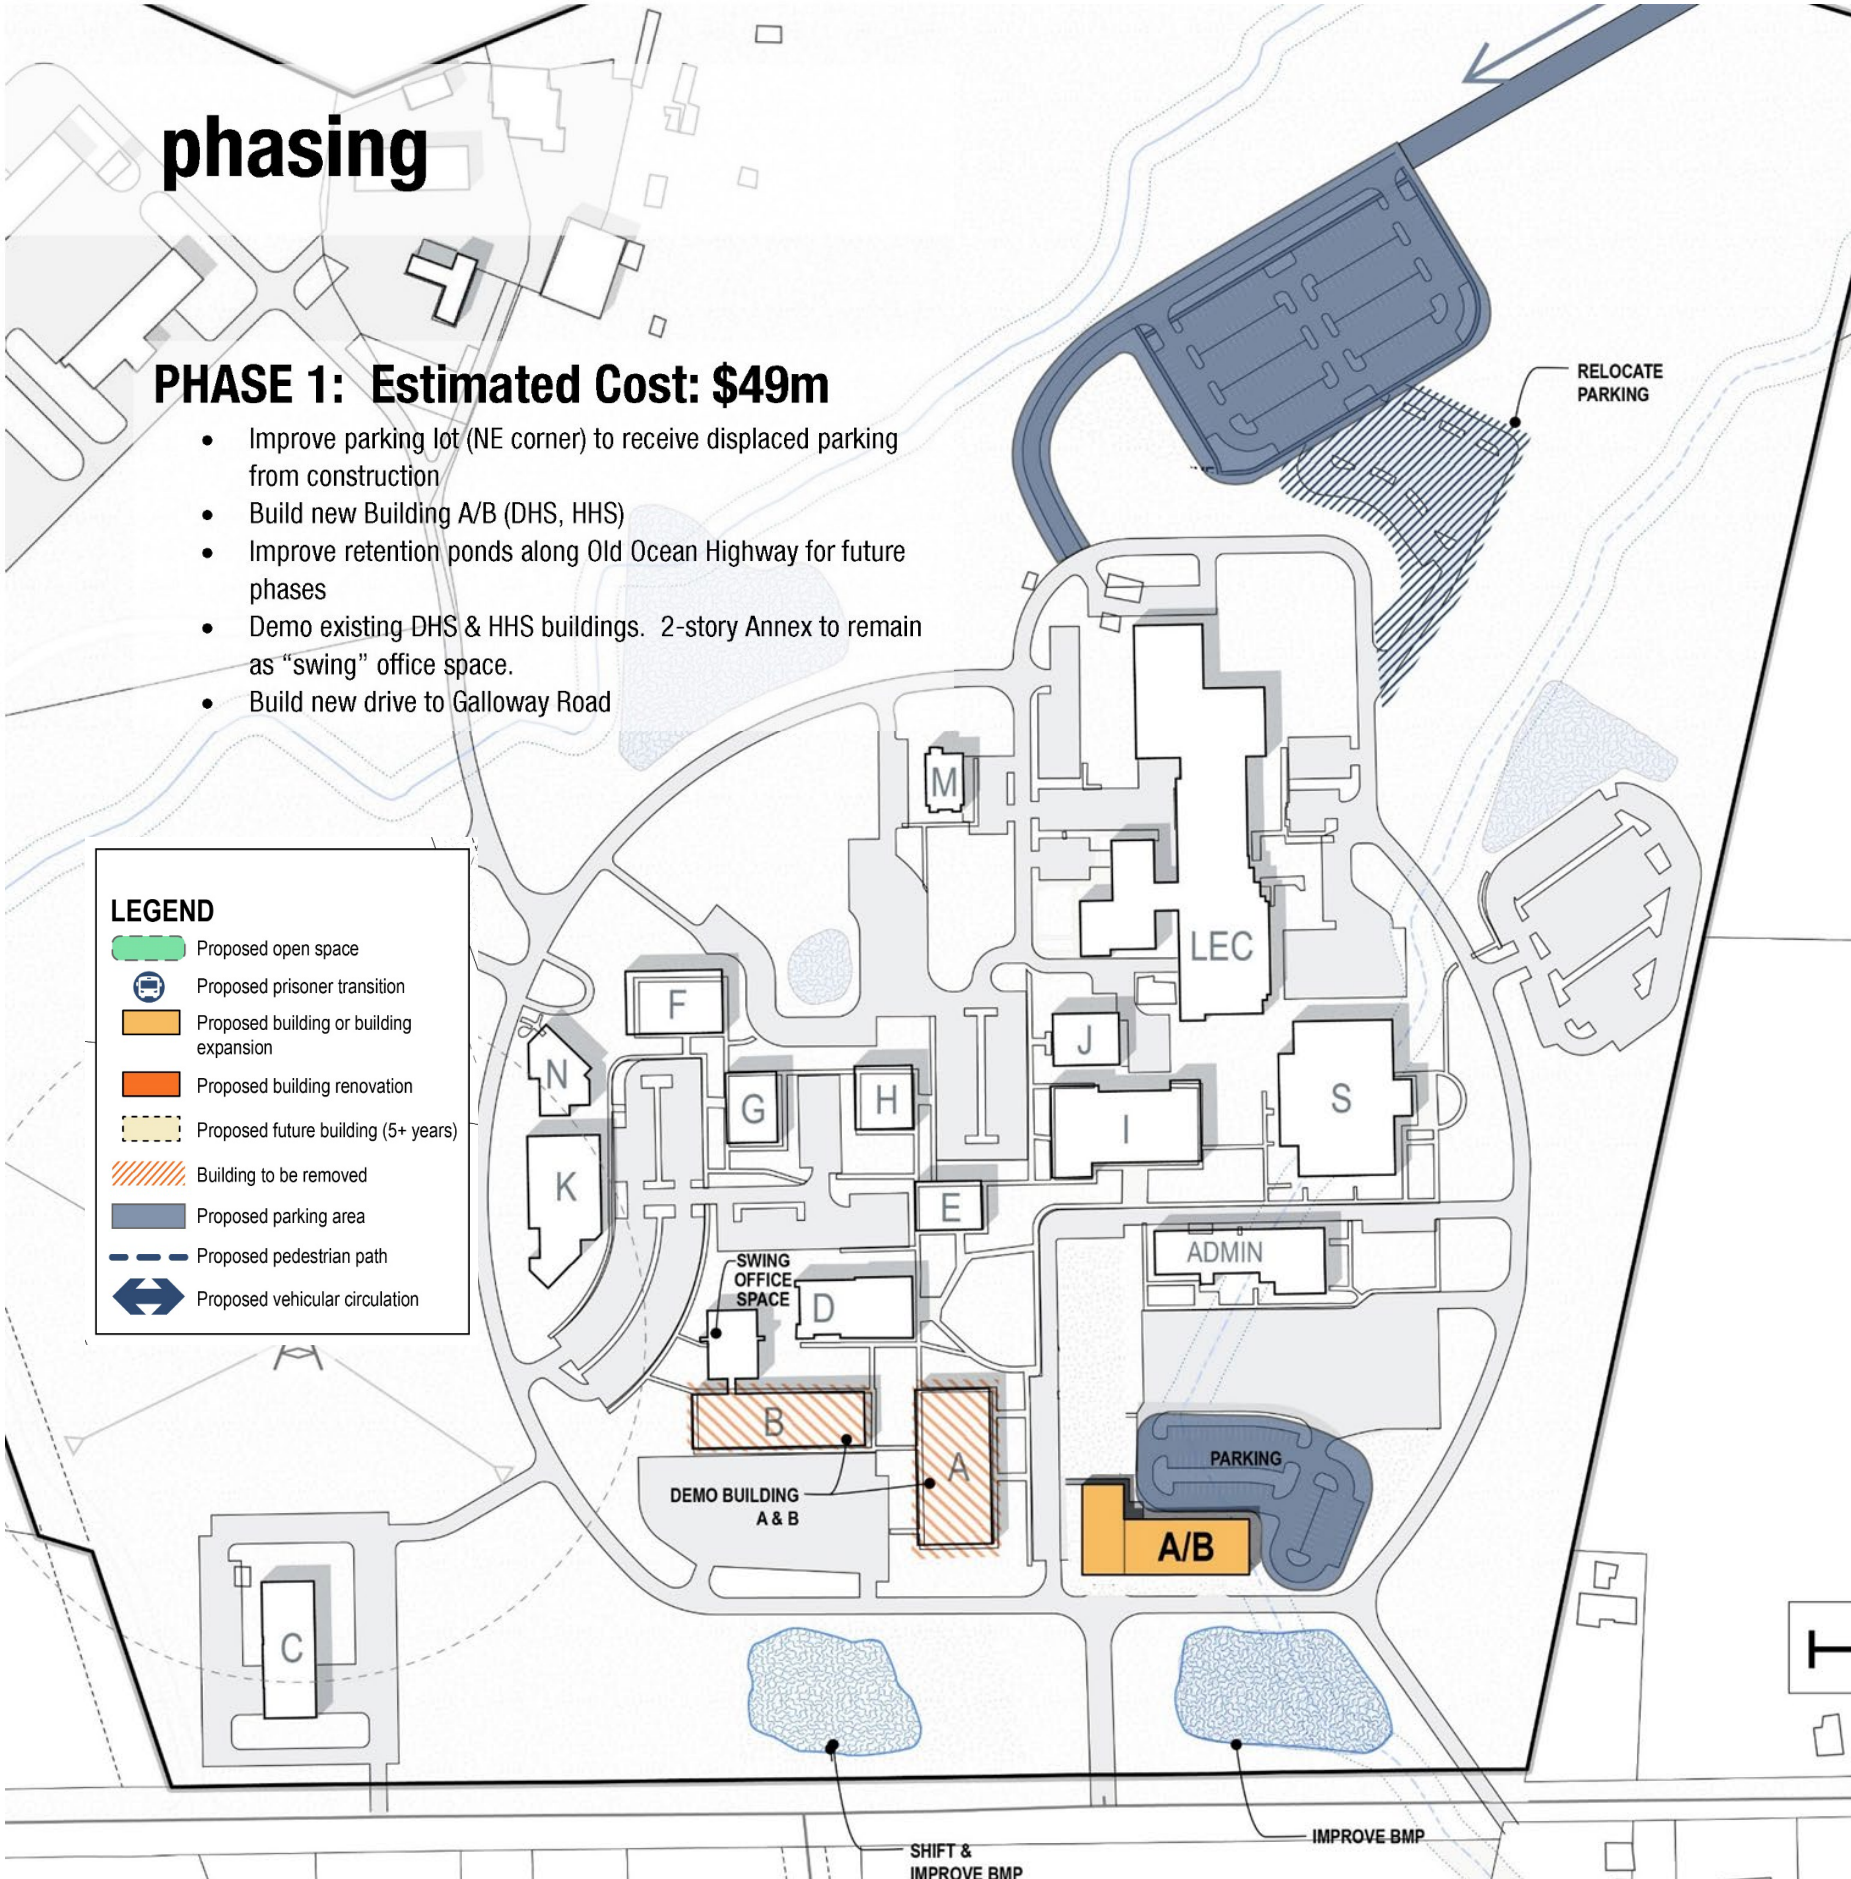 phasing
PHASE 1: Estimated Cost: $49m
• Improve parking lot (NE corner) to receive displaced parking
from construction
• Build new Building A/B (DHS, HHS)
• Improve retention ponds along Old Ocean Highway for future
phases
• Demo existing DHS & HHS buildings. 2-story Annex to remain
as “swing” office space.
• Build new drive to Galloway Road
RELOCATE
PARKING
LEGEND
Proposed open space
Proposed prisoner transition
Proposed building or building
expansion
Proposed building renovation
Proposed future building (5+ years)
Building to be removed
Proposed parking area
Proposed pedestrian path
Proposed vehicular circulation
M
LEC
F
J
N
G
H
S
I
K
E
ADMIN
SWING
OFFICE
SPACE
D
B
A
PARKING
DEMO BUILDING
A & B
A/B
C
SHIFT &
IMPROVE BMP
IMPROVE BMP